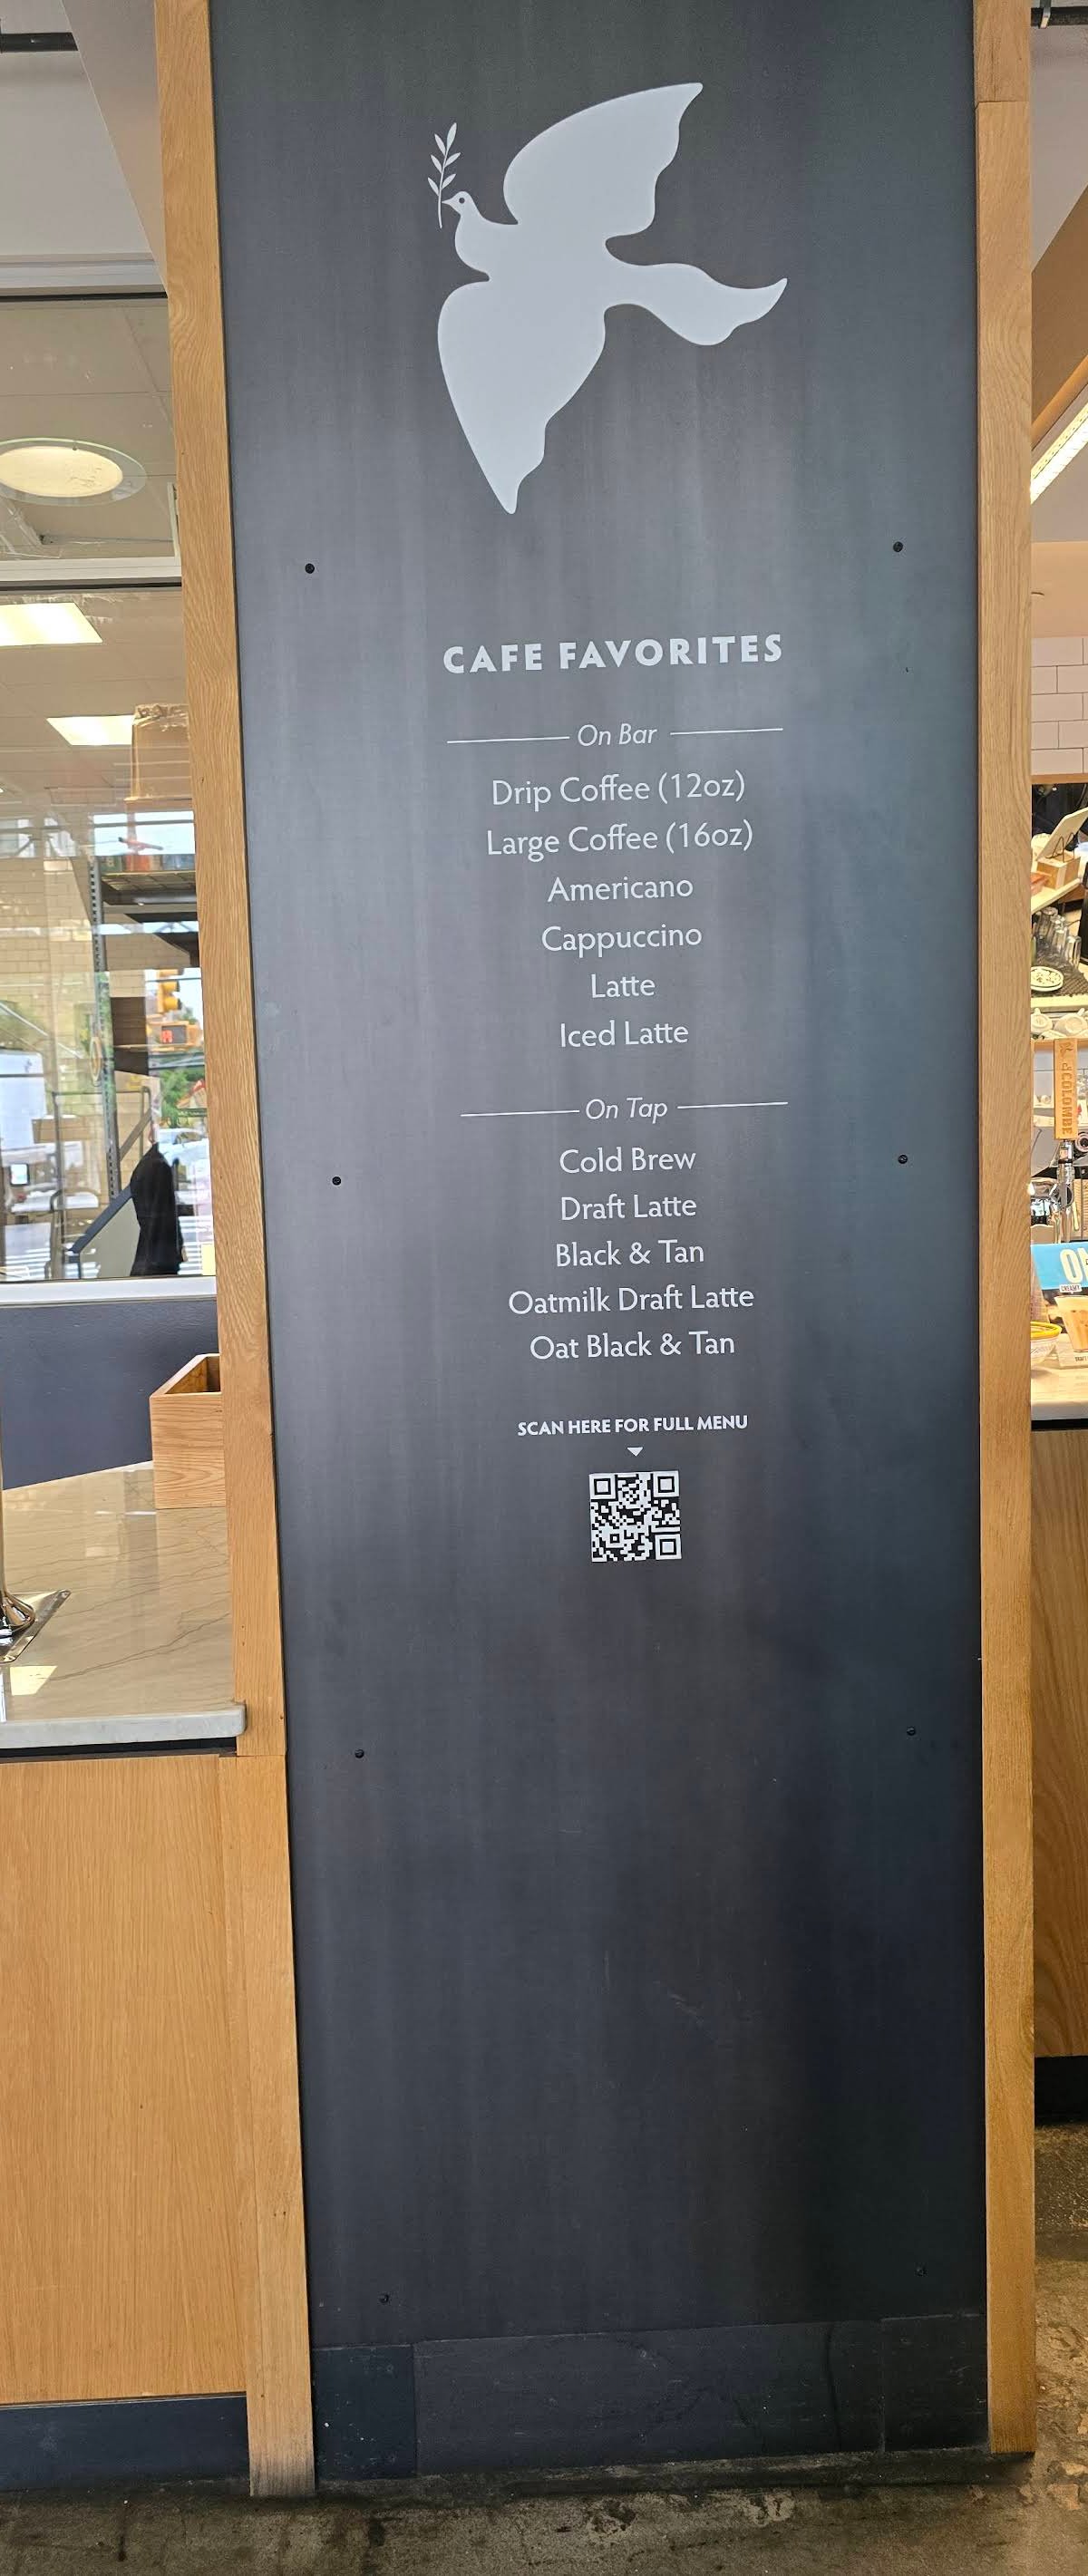 CAFE FAVORITES
On Bar
Drip Coffee (12oz)
Large Coffee (16oz)
Americano
Cappuccino
Latte
Iced Latte
On Tap
Cold Brew
Draft Latte
Black & Tan
Oatmilk Draft Latte
Oat Black & Tan
SCAN HERE FOR FULL MENU
COLOMBE